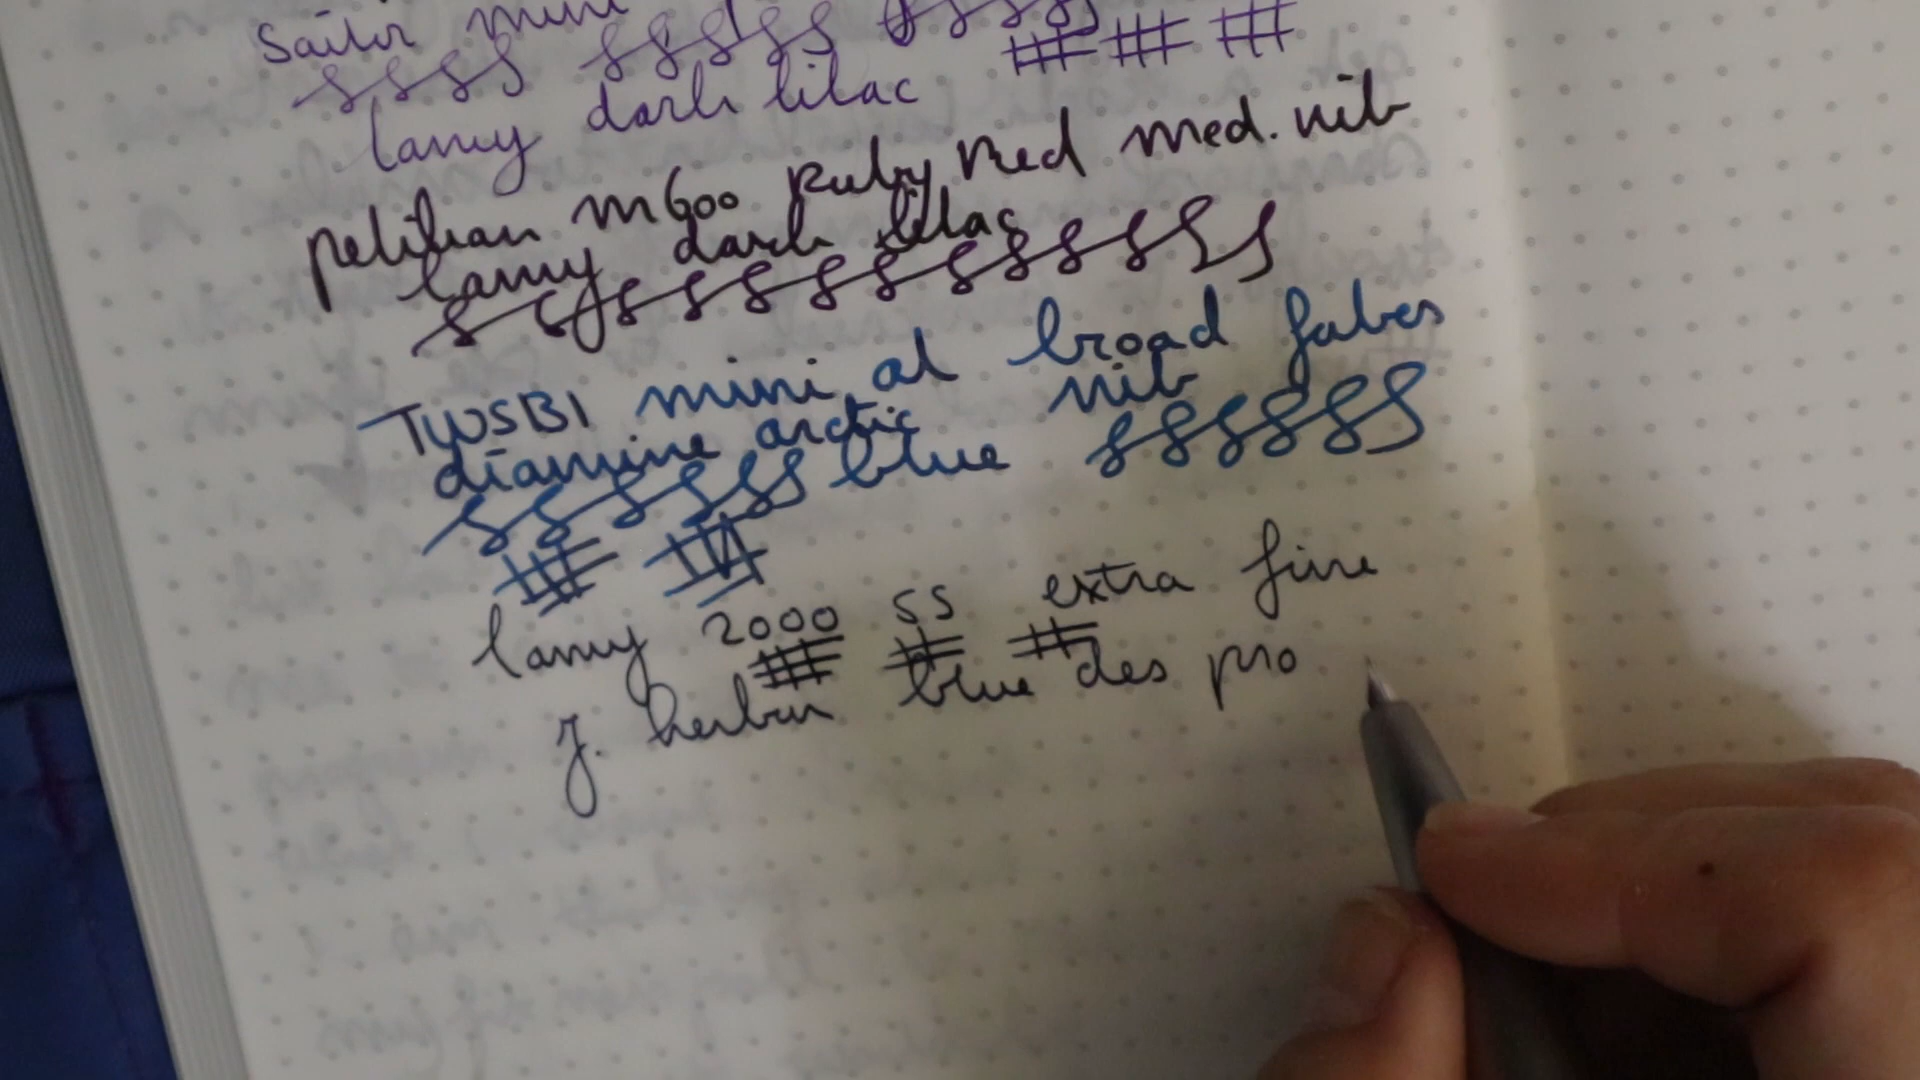 Sailor mini
lamy dark lilac
pelikan m600 Ruby Red med. nib
lamy dark lilac
TWSBI mini al broad faber
nib
diamine arctic
blue
lamy 2000 SS extra fine
J. herbin blue des pro